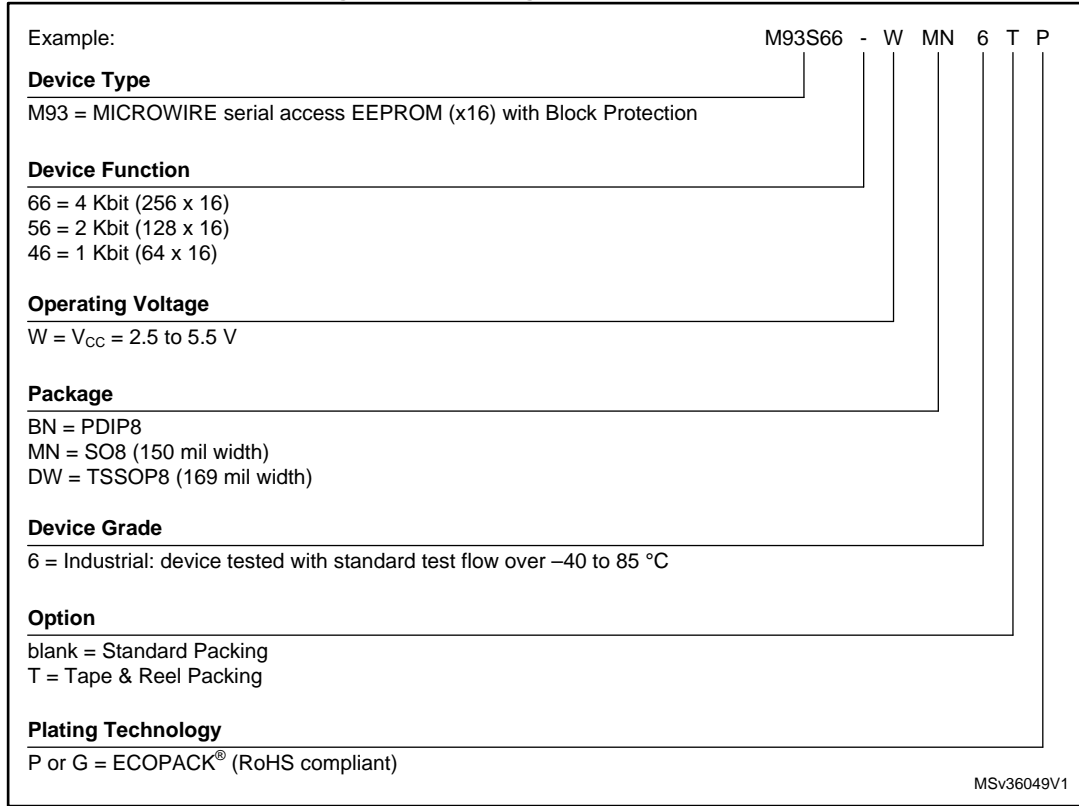 Example: M93S66 - W MN 6 T P
Device Type
M93 = MICROWIRE serial access EEPROM (x16) with Block Protection
Device Function
66 = 4 Kbit (256 x 16)
56 = 2 Kbit (128 x 16)
46 = 1 Kbit (64 x 16)
Operating Voltage
W = VCC = 2.5 to 5.5 V
Package
BN = PDIP8
MN = SO8 (150 mil width)
DW = TSSOP8 (169 mil width)
Device Grade
6 = Industrial: device tested with standard test flow over –40 to 85 °C
Option
blank = Standard Packing
T = Tape & Reel Packing
Plating Technology
P or G = ECOPACK® (RoHS compliant)
MSv36049V1